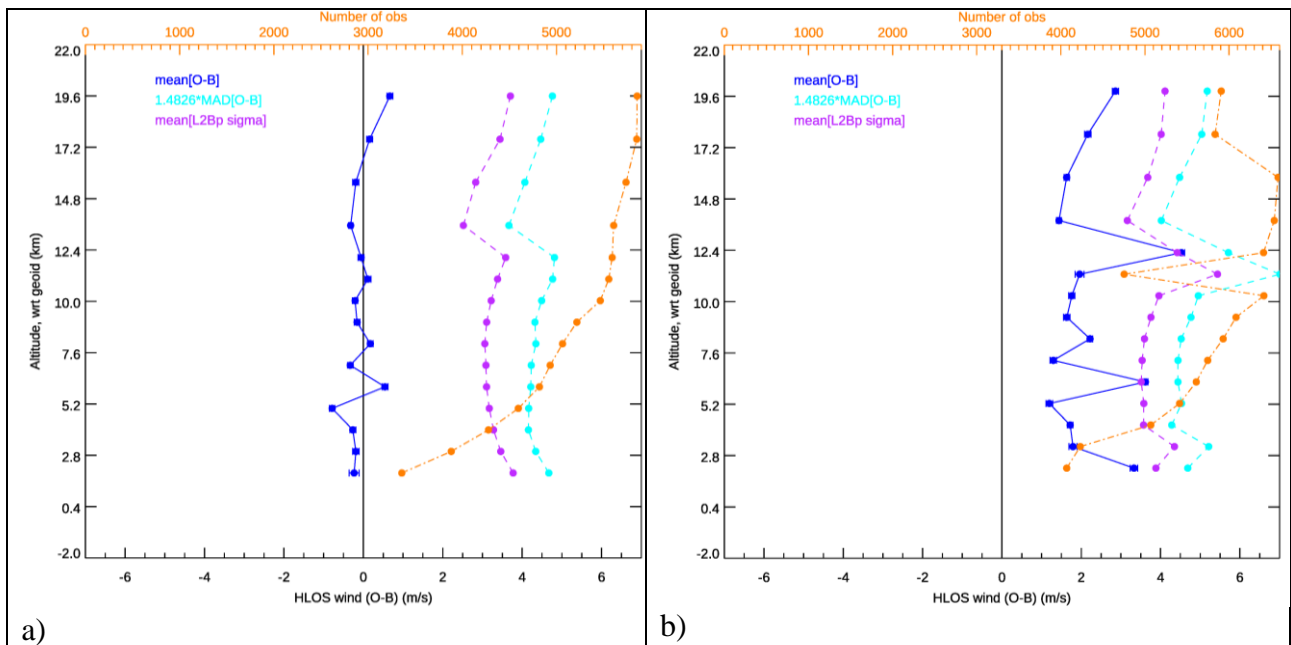 Number of obs
0 1000 2000 3000 4000 5000
22.0
19.6
17.2
14.8
12.4
10.0
7.6
5.2
2.8
0.4
-2.0
Altitude, wrt geoid (km)
mean[O-B]
1.4826*MAD[O-B]
mean[L2Bp sigma]
-6 -4 -2 0 2 4 6
HLOS wind (O-B) (m/s)
a)
Number of obs
0 1000 2000 3000 4000 5000 6000
22.0
19.6
17.2
14.8
12.4
10.0
7.6
5.2
2.8
0.4
-2.0
Altitude, wrt geoid (km)
mean[O-B]
1.4826*MAD[O-B]
mean[L2Bp sigma]
-6 -4 -2 0 2 4 6
HLOS wind (O-B) (m/s)
b)